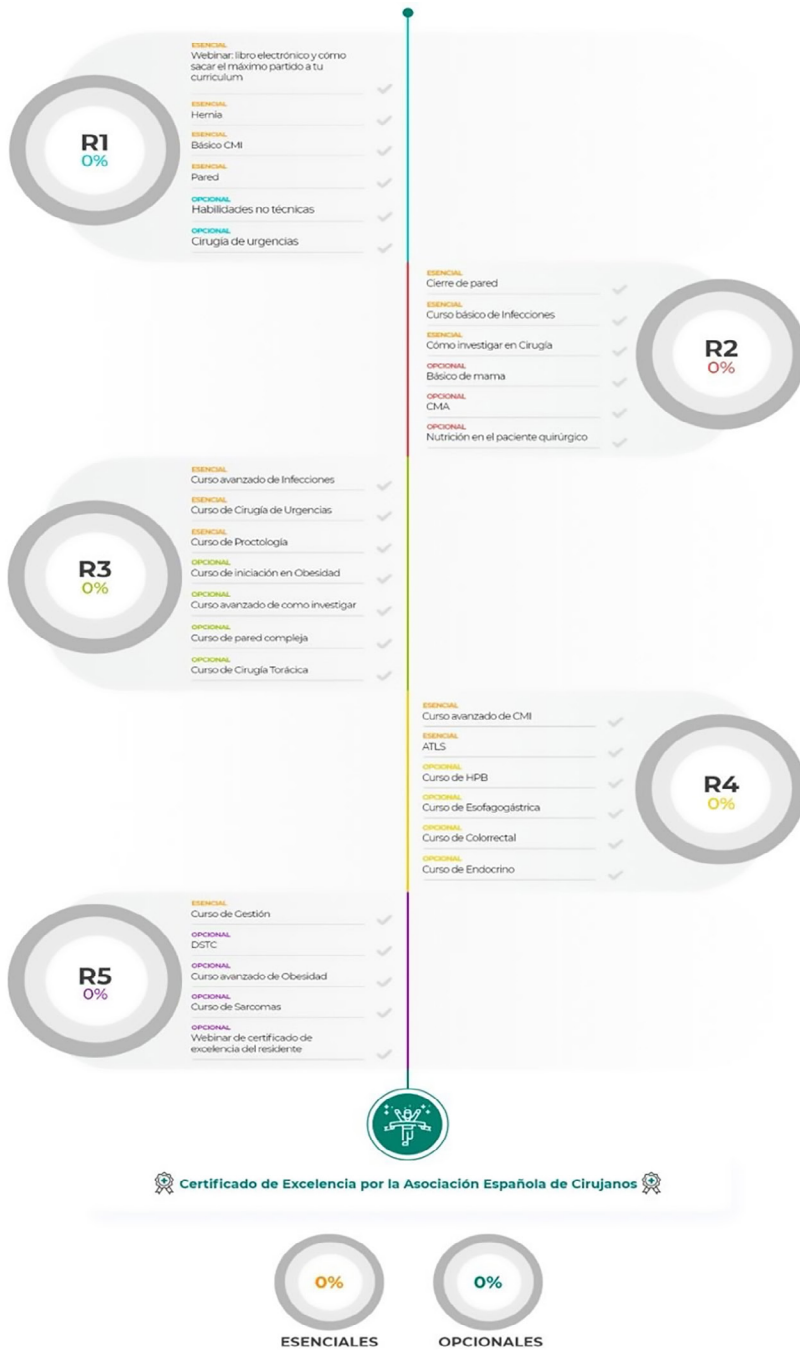 R1
0%
ESENCIAL
Webinar: libro electrónico y cómo
sacar el máximo partido a tu
curriculum
ESENCIAL
Hernia
ESENCIAL
Básico CMI
ESENCIAL
Pared
OPCIONAL
Habilidades no técnicas
OPCIONAL
Cirugía de urgencias
R2
0%
ESENCIAL
Cierre de pared
ESENCIAL
Curso básico de Infecciones
ESENCIAL
Cómo investigar en Cirugía
OPCIONAL
Básico de mama
OPCIONAL
CMA
OPCIONAL
Nutrición en el paciente quirúrgico
R3
0%
ESENCIAL
Curso avanzado de Infecciones
ESENCIAL
Curso de Cirugía de Urgencias
ESENCIAL
Curso de Proctología
OPCIONAL
Curso de iniciación en Obesidad
OPCIONAL
Curso avanzado de como investigar
OPCIONAL
Curso de pared compleja
OPCIONAL
Curso de Cirugía Torácica
R4
0%
ESENCIAL
Curso avanzado de CMI
ESENCIAL
ATLS
OPCIONAL
Curso de HPB
OPCIONAL
Curso de Esofagogástrica
OPCIONAL
Curso de Colorrectal
OPCIONAL
Curso de Endocrino
R5
0%
ESENCIAL
Curso de Gestión
OPCIONAL
DSTC
OPCIONAL
Curso avanzado de Obesidad
OPCIONAL
Curso de Sarcomas
OPCIONAL
Webinar de certificado de
excelencia del residente
Certificado de Excelencia por la Asociación Española de Cirujanos
0%
ESENCIALES
0%
OPCIONALES